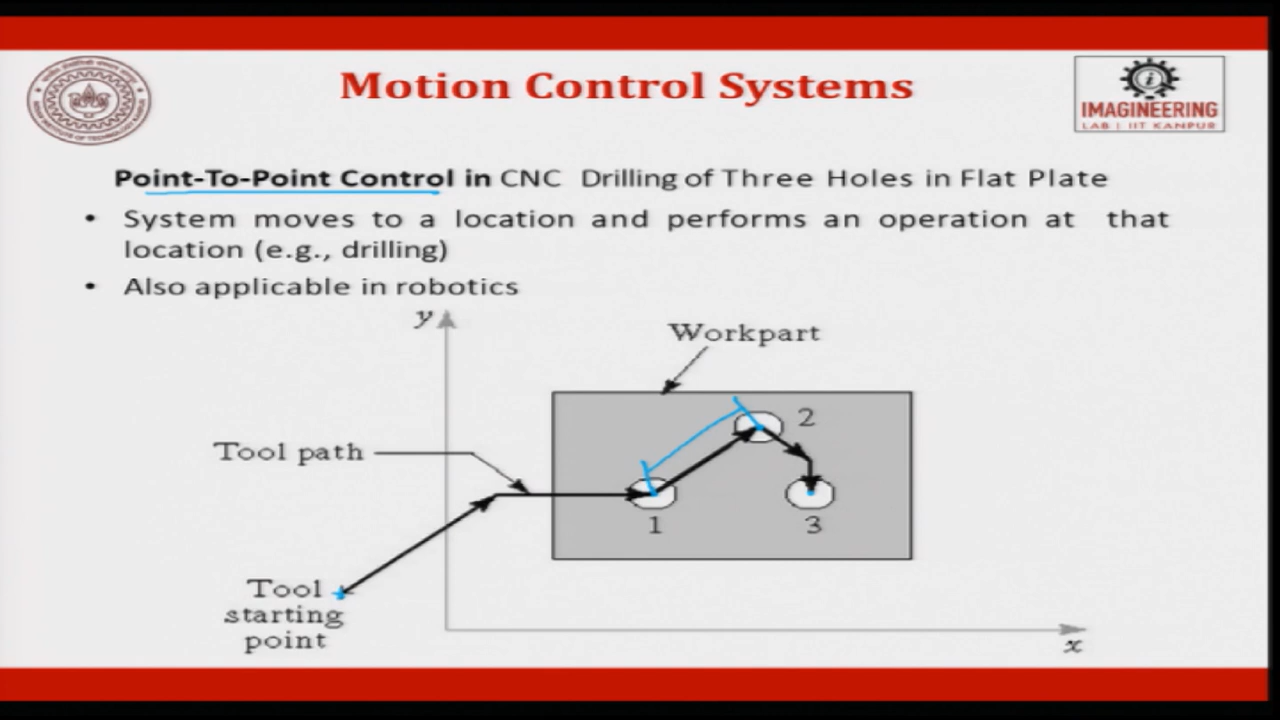 Motion Control Systems
IMAGINEERING
LAB | IIT KANPUR
Point-To-Point Control in CNC Drilling of Three Holes in Flat Plate
• System moves to a location and performs an operation at that
location (e.g., drilling)
• Also applicable in robotics
y
Workpart
2
Tool path
1
3
Tool
starting
point
x